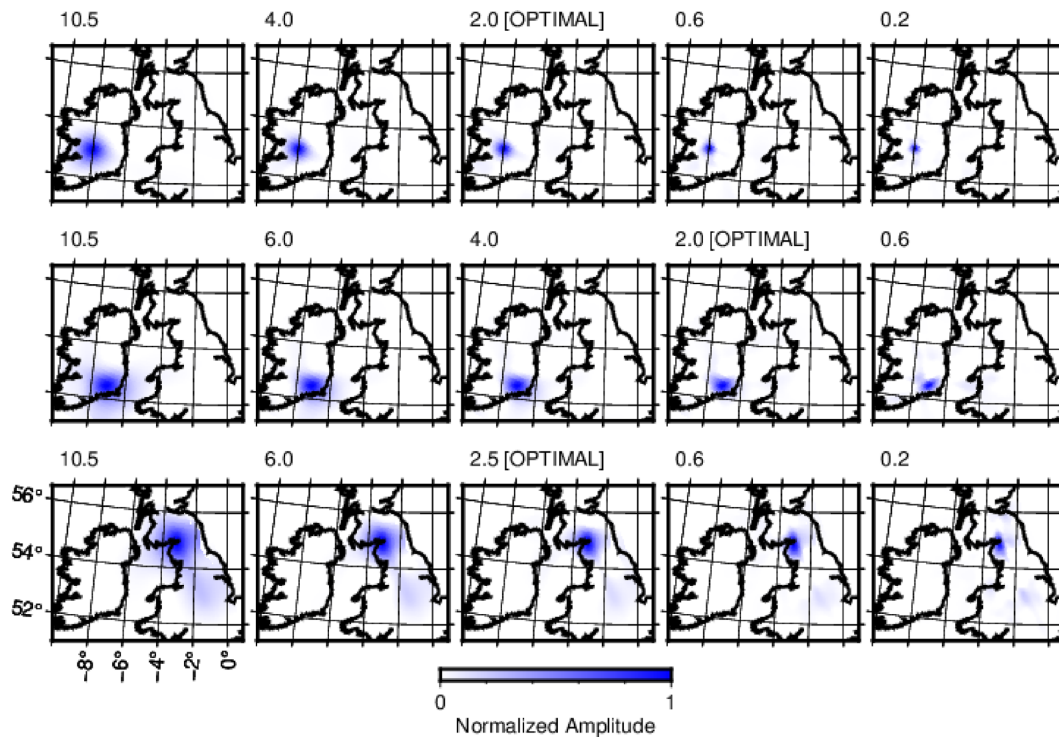 10.5 4.0 2.0 [OPTIMAL] 0.6 0.2
10.5 6.0 4.0 2.0 [OPTIMAL] 0.6
10.5 6.0 2.5 [OPTIMAL] 0.6 0.2
56°
54°
52°
-8° -6° -4° -2° 0°
0 1
Normalized Amplitude